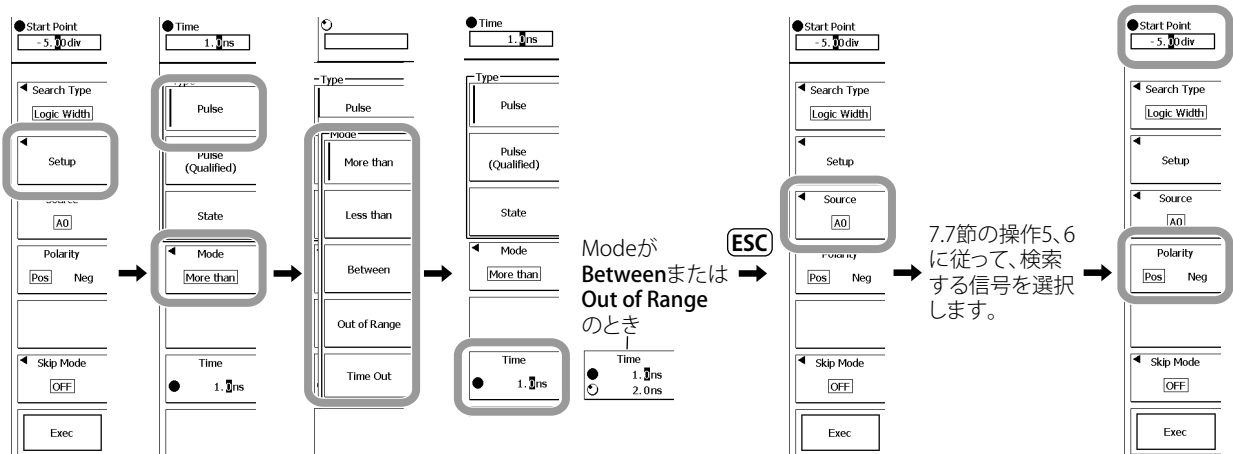 Start Point
-5.00div
Search Type
Logic Width
Setup
Source
A0
Polarity
Pos Neg
Skip Mode
OFF
Exec
Time
1.0ns
Type
Pulse
Pulse
(Qualified)
State
Mode
More than
Time
1.0ns
Type
Pulse
Mode
More than
Less than
Between
Out of Range
Time Out
Time
1.0ns
Type
Pulse
Pulse
(Qualified)
State
Mode
More than
Time
1.0ns
Modeが
Betweenまたは
Out of Range
のとき
Time
1.0ns
2.0ns
ESC
Start Point
-5.00div
Search Type
Logic Width
Setup
Source
A0
Polarity
Pos Neg
Skip Mode
OFF
Exec
7.7節の操作5、6
に従って、検索
する信号を選択
します。
Start Point
-5.00div
Search Type
Logic Width
Setup
Source
A0
Polarity
Pos Neg
Skip Mode
OFF
Exec